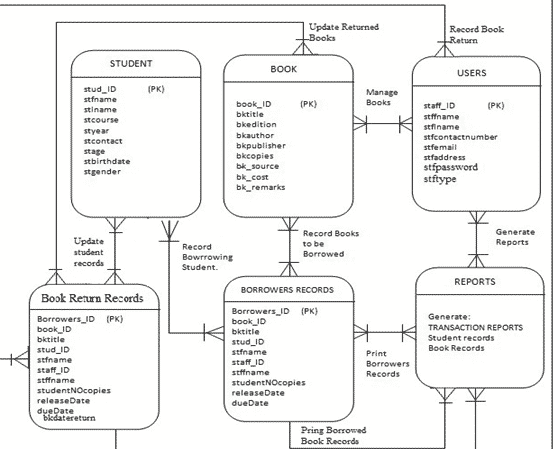 Update Returned
Books
Record Book
Return
STUDENT
stud_ID (PK)
stfname
stlname
stcourse
styear
stcontact
stage
stbirthdate
stgender
BOOK
book_ID (PK)
bktitle
bkedition
bkauthor
bkpublisher
bkcopies
bk_source
bk_cost
bk_remarks
Manage
Books
USERS
staff_ID (PK)
stffname
stflname
stfcontactnumber
stfemail
stfaddress
stfpassword
stftype
Update
student
records
Record
Bowrrowing
Student.
Record Books
to be
Borrowed
Generate
Reports
Book Return Records
Borrowers_ID (PK)
book_ID
bktitle
stud_ID
stfname
staff_ID
stffname
studentNOcopies
releaseDate
dueDate
bkdatereturn
BORROWERS RECORDS
Borrowers_ID (PK)
book_ID
bktitle
stud_ID
stfname
staff_ID
stffname
studentNOcopies
releaseDate
dueDate
Print
Borrowers
Records
REPORTS
Generate:
TRANSACTION REPORTS
Student records
Book Records
Pring Borrowed
Book Records